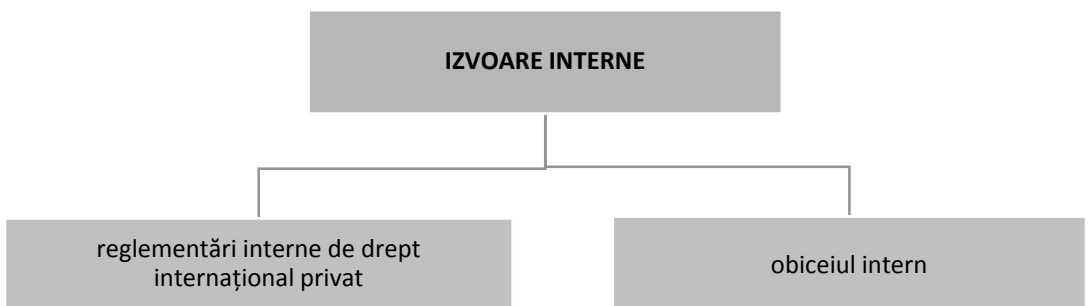 IZVOARE INTERNE
reglementări interne de drept
internațional privat
obiceiul intern